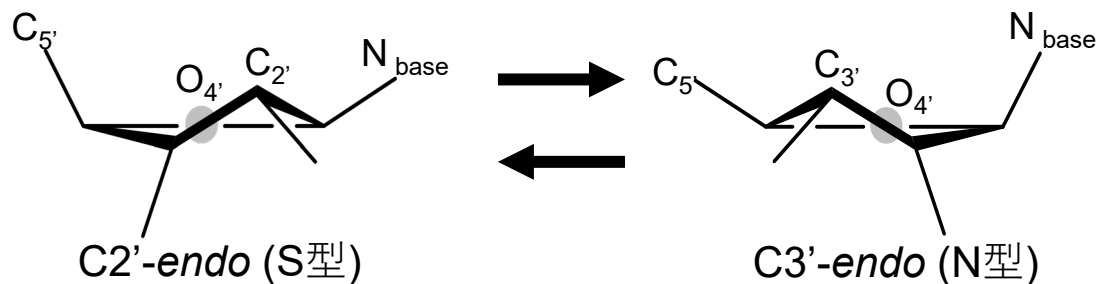 C5'
O4'
C2'
N base
C2'-endo (S型)
C5'
C3'
O4'
N base
C3'-endo (N型)